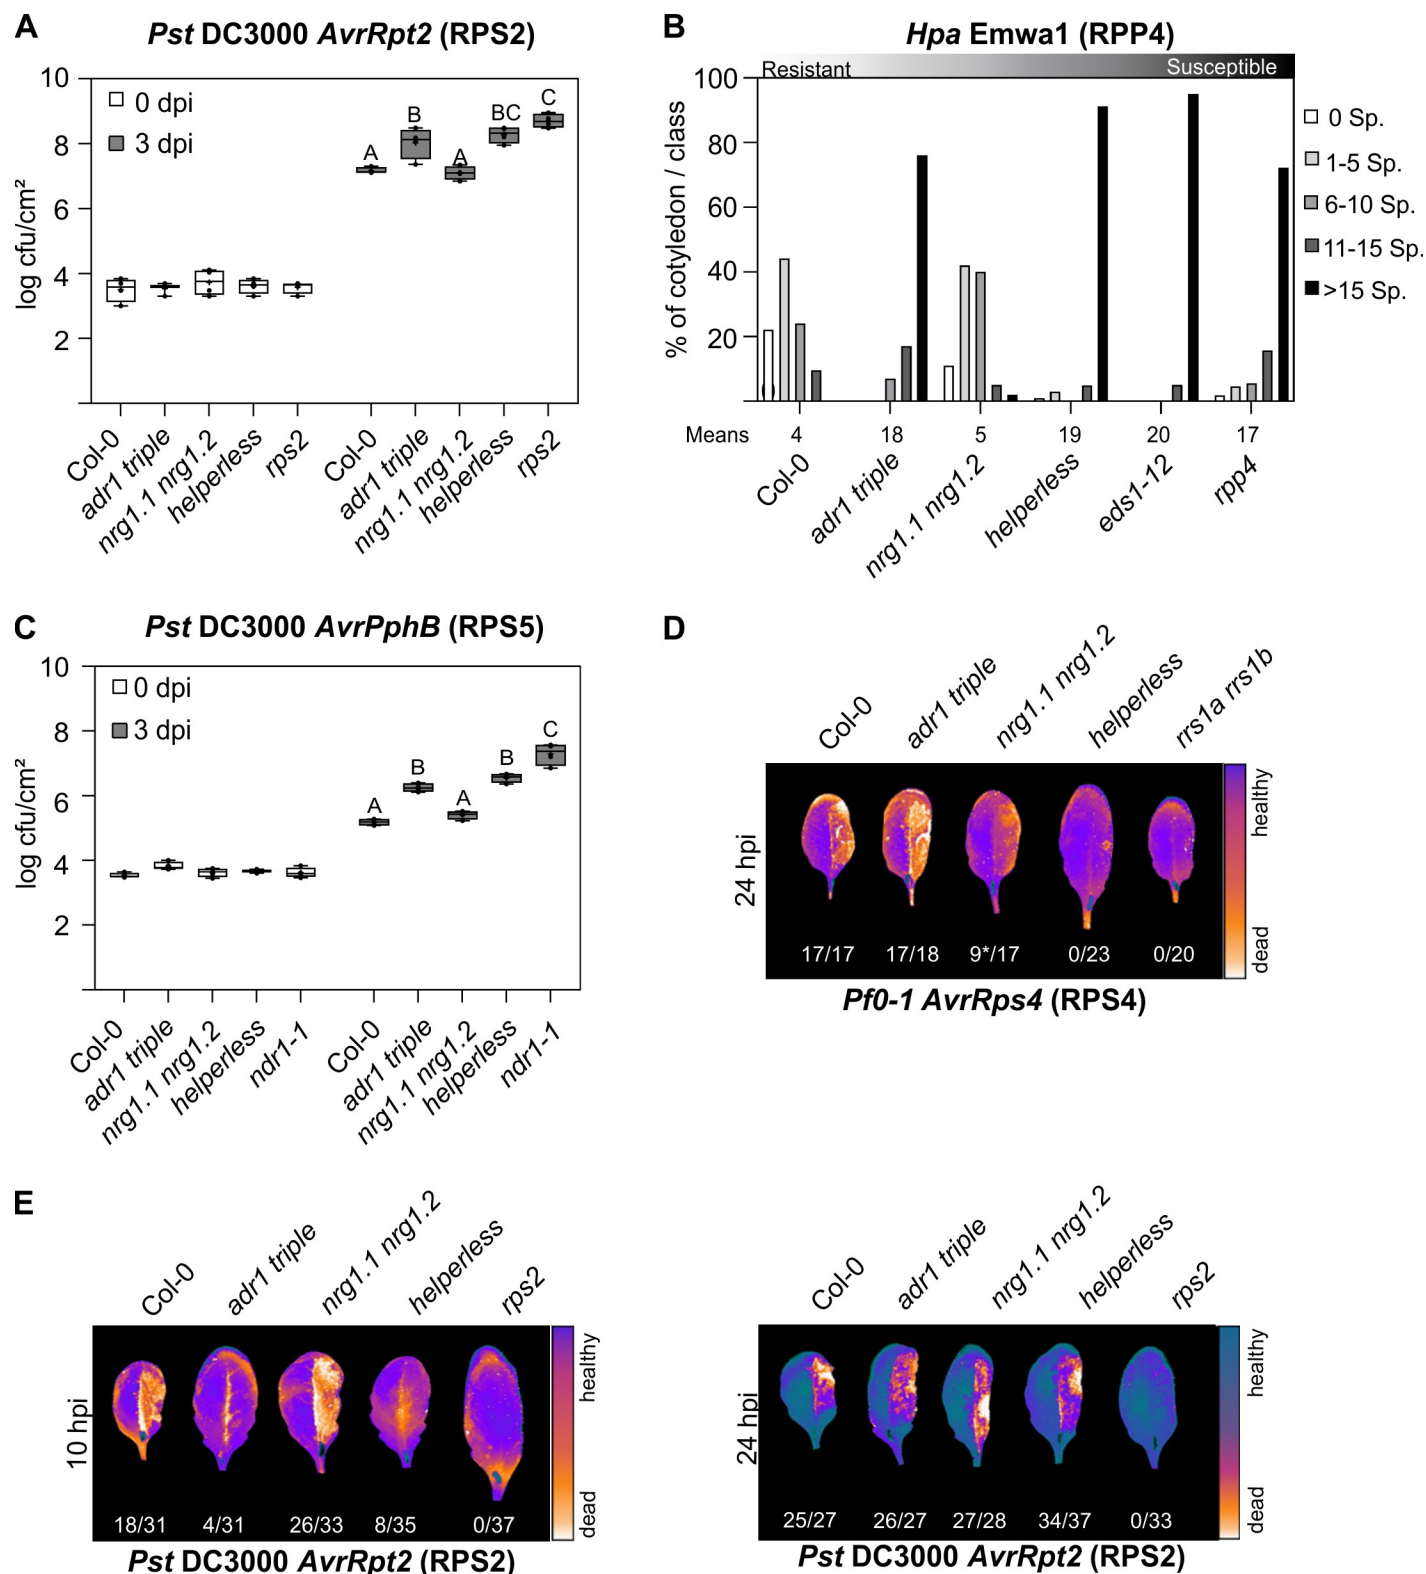 A
Pst DC3000 AvrRpt2 (RPS2)
10
8
6
4
2
log cfu/cm²
0 dpi
3 dpi
A
B
A
BC
C
Col-0
adr1 triple
nrg1.1 nrg1.2
helperless
rps2
Col-0
adr1 triple
nrg1.1 nrg1.2
helperless
rps2
B
Hpa Emwa1 (RPP4)
Resistant
Susceptible
100
80
60
40
20
% of cotyledon / class
0 Sp.
1-5 Sp.
6-10 Sp.
11-15 Sp.
>15 Sp.
Means 4 18 5 19 20 17
Col-0
adr1 triple
nrg1.1 nrg1.2
helperless
eds1-12
rpp4
C
Pst DC3000 AvrPphB (RPS5)
10
8
6
4
2
log cfu/cm²
0 dpi
3 dpi
A
B
A
B
C
Col-0
adr1 triple
nrg1.1 nrg1.2
helperless
ndr1-1
Col-0
adr1 triple
nrg1.1 nrg1.2
helperless
ndr1-1
D
Col-0
adr1 triple
nrg1.1 nrg1.2
helperless
rrs1a rrs1b
24 hpi
17/17 17/18 9*/17 0/23 0/20
healthy
dead
Pf0-1 AvrRps4 (RPS4)
E
Col-0
adr1 triple
nrg1.1 nrg1.2
helperless
rps2
10 hpi
18/31 4/31 26/33 8/35 0/37
healthy
dead
Pst DC3000 AvrRpt2 (RPS2)
Col-0
adr1 triple
nrg1.1 nrg1.2
helperless
rps2
24 hpi
25/27 26/27 27/28 34/37 0/33
healthy
dead
Pst DC3000 AvrRpt2 (RPS2)